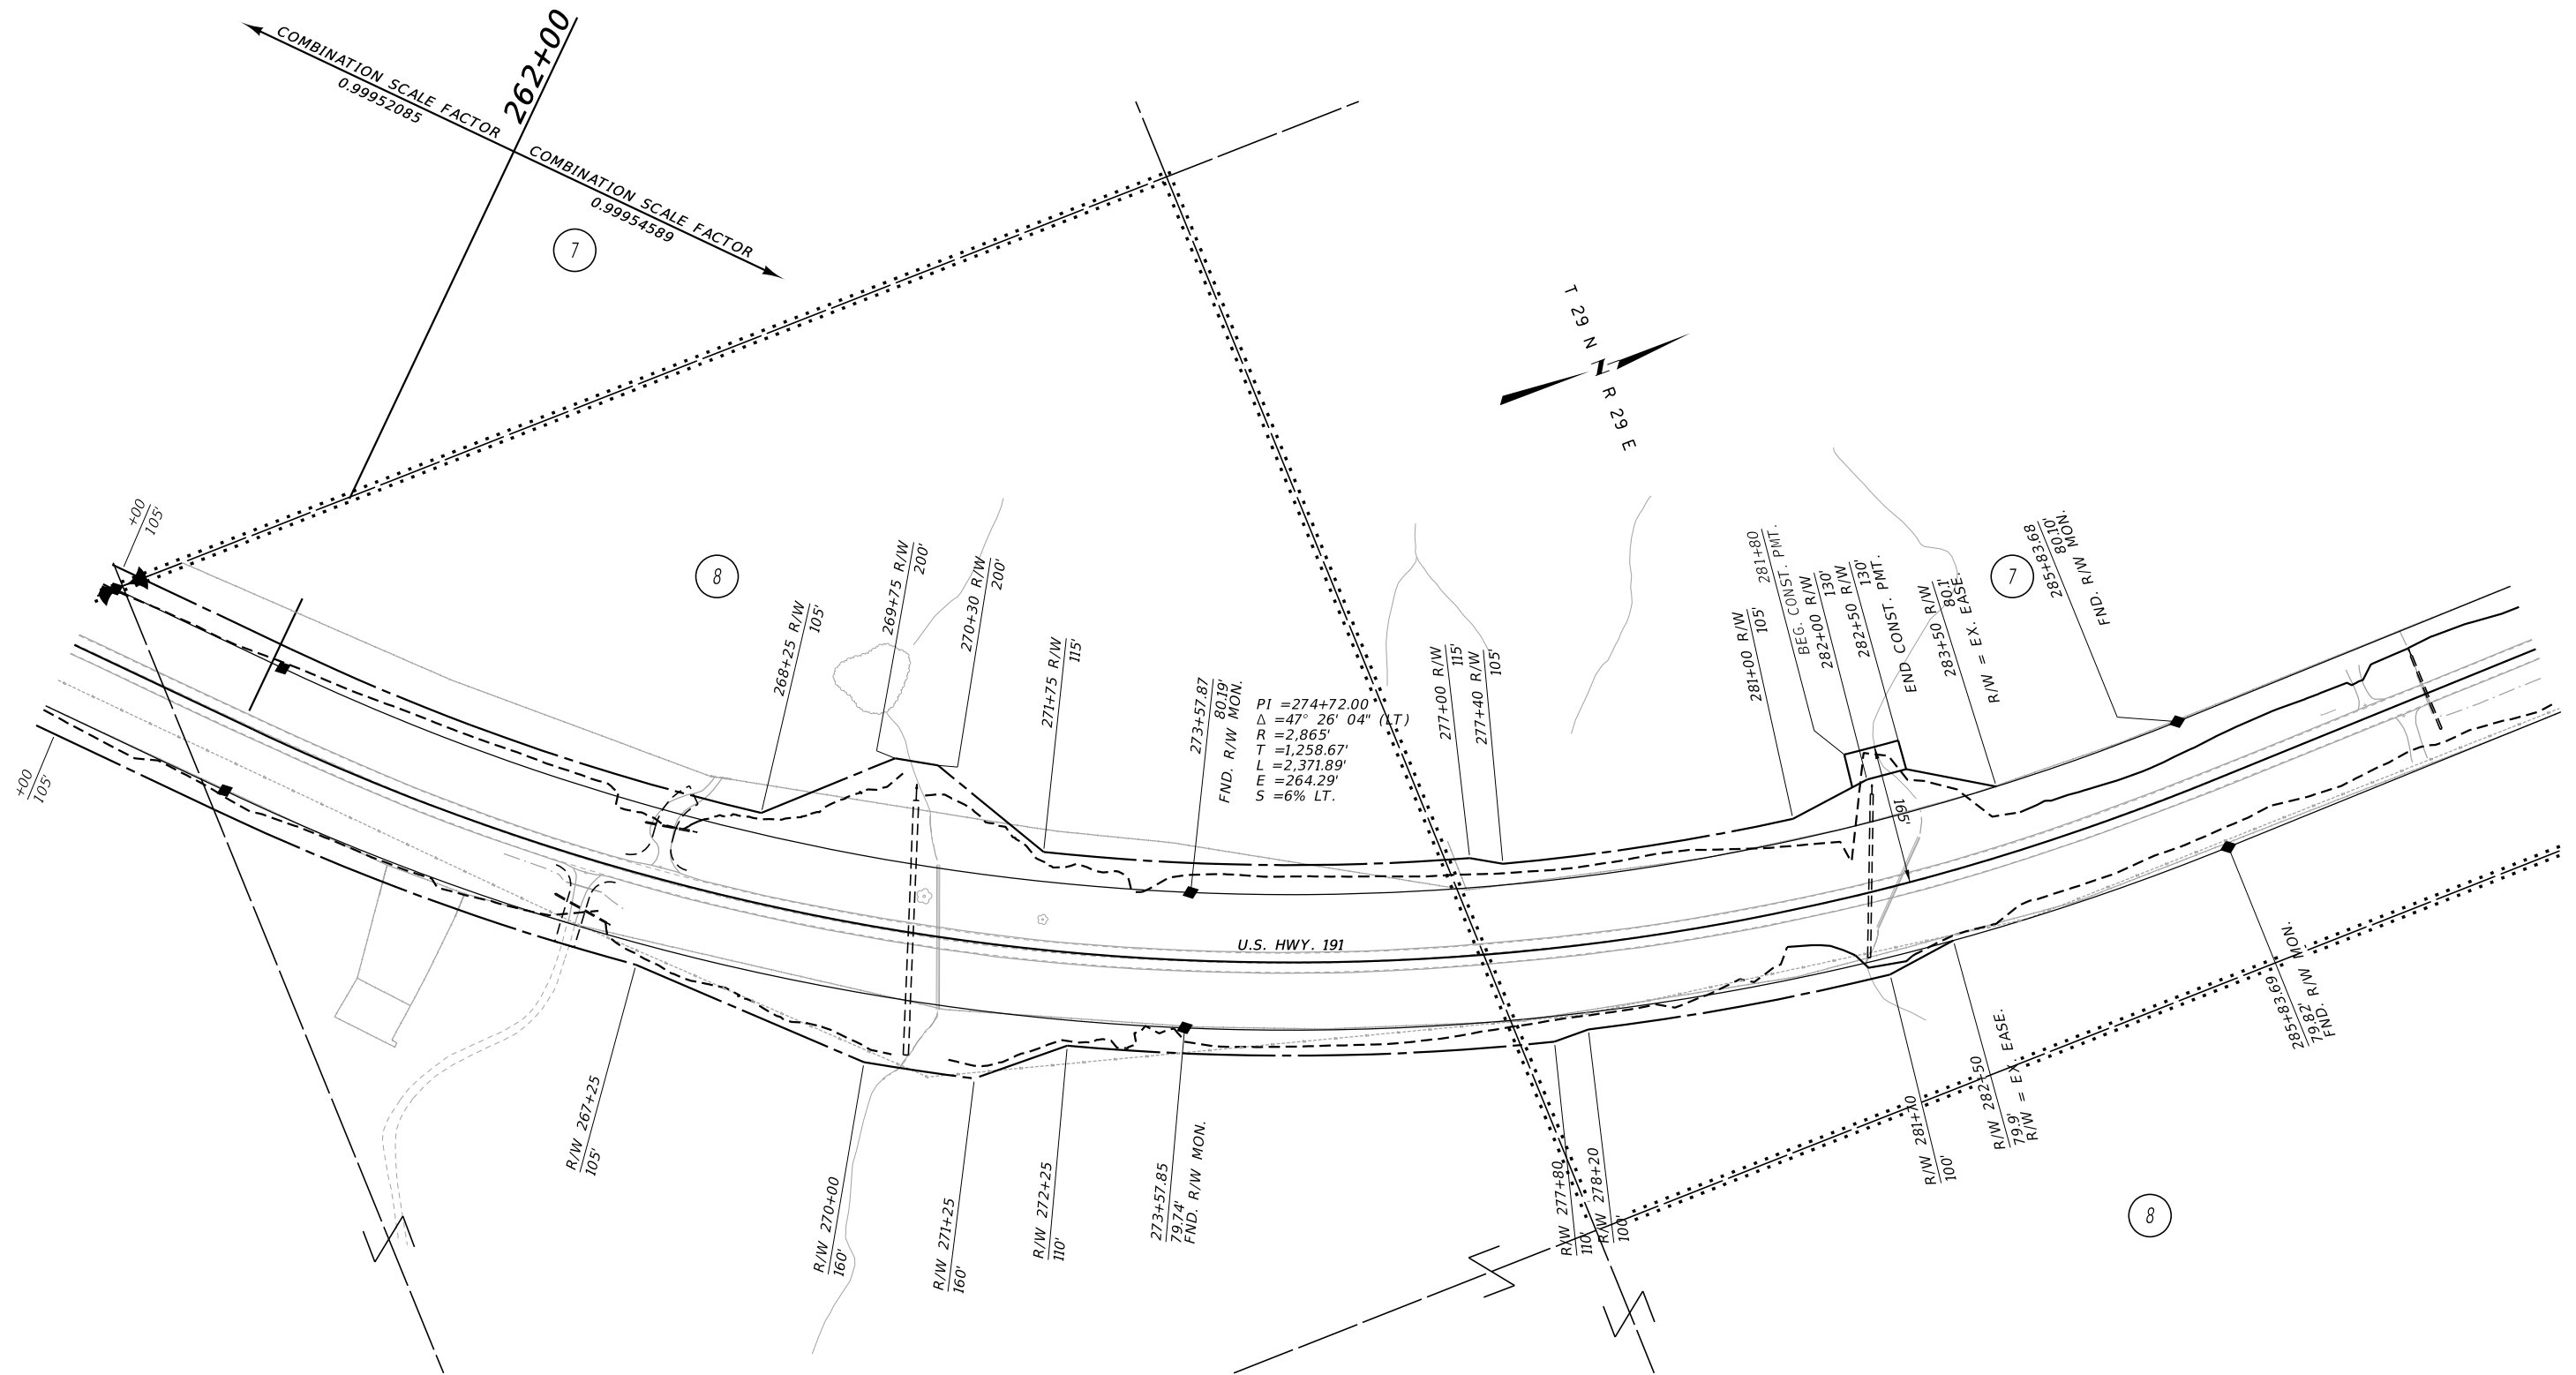 262+00
COMBINATION SCALE FACTOR
0.99952085
COMBINATION SCALE FACTOR
0.99954589
7
T 29 N
N
R 29 E
+00
105'
8
268+25 R/W
105'
269+75 R/W
200'
270+30 R/W
200'
271+75 R/W
115'
273+57.87
80.19'
FND. R/W MON.
PI =274+72.00
Δ =47° 26' 04" (LT)
R =2,865'
T =1,258.67'
L =2,371.89'
E =264.29'
S =6% LT.
277+00 R/W
115'
277+40 R/W
105'
281+00 R/W
105'
281+80
BEG. CONST. PMT.
282+00 R/W
130'
282+50 R/W
130'
END CONST. PMT.
283+50 R/W
80.1'
R/W = EX. EASE.
7
285+83.68
80.10'
FND. R/W MON.
165'
U.S. HWY. 191
+00
105'
R/W 267+25
105'
R/W 270+00
160'
R/W 271+25
160'
R/W 272+25
110'
273+57.85
79.74'
FND. R/W MON.
R/W 277+80
110'
R/W 278+20
100'
R/W 281+70
100'
R/W 282+50
79.9'
R/W = EX. EASE.
285+83.69
79.82'
FND. R/W MON.
8